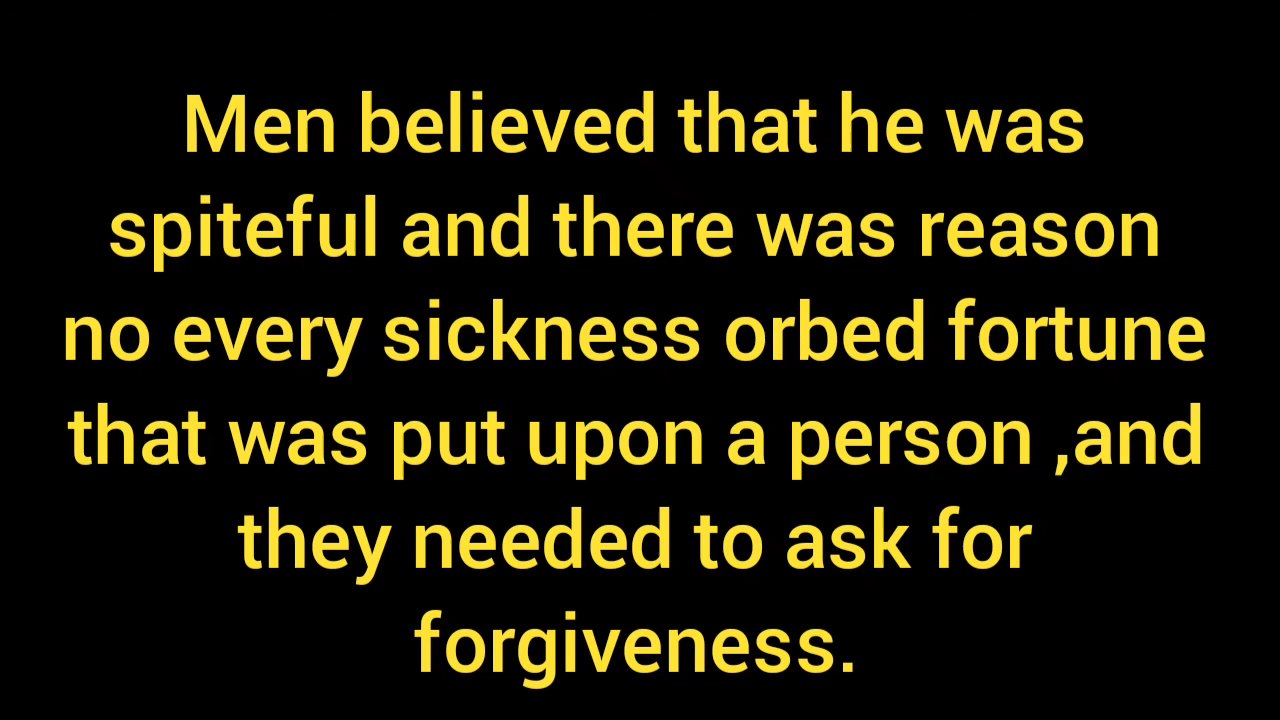 Men believed that he was
spiteful and there was reason
no every sickness orbed fortune
that was put upon a person ,and
they needed to ask for
forgiveness.